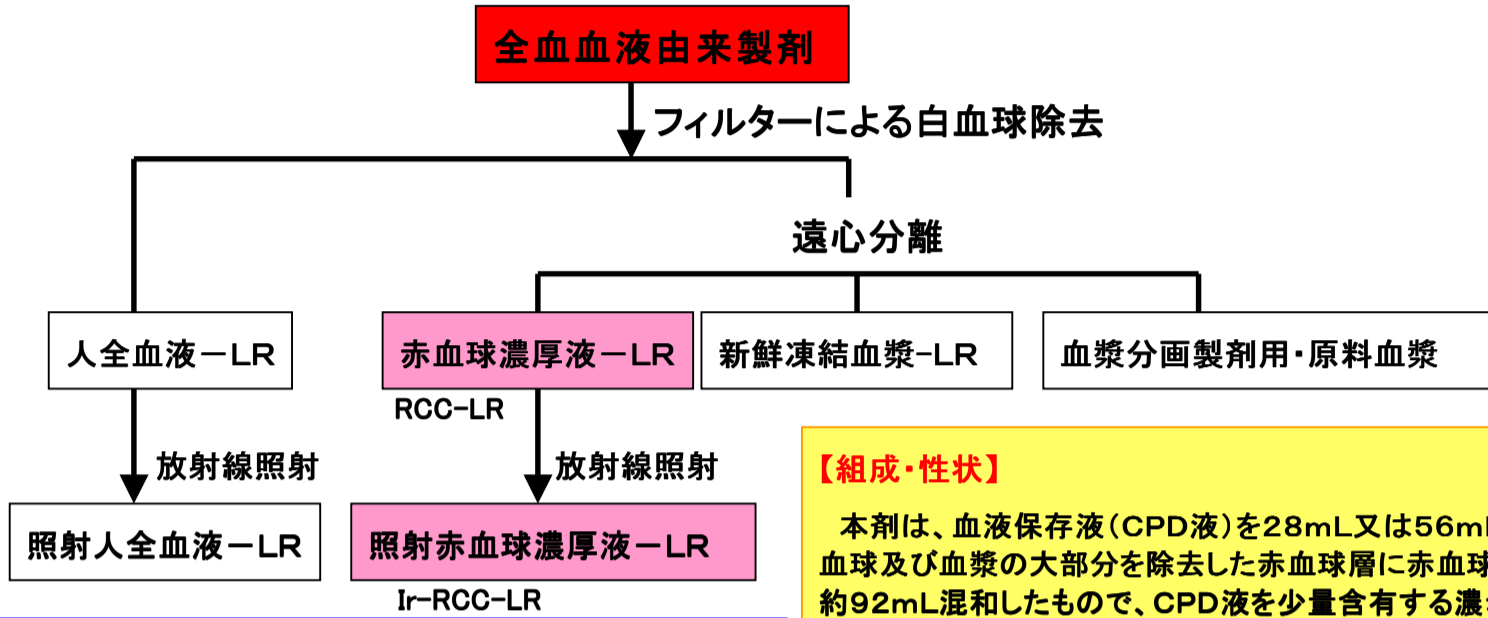 全血血液由来製剤
フィルターによる白血球除去
遠心分離
人全血液－LR
赤血球濃厚液－LR
新鮮凍結血漿-LR
血漿分画製剤用・原料血漿
RCC-LR
放射線照射
放射線照射
照射人全血液－LR
照射赤血球濃厚液－LR
Ir-RCC-LR
【組成・性状】
本剤は、血液保存液（CPD液）を28mL又は56m
血球及び血漿の大部分を除去した赤血球層に赤血球
約92mL混和したもので、CPD液を少量含有する濃